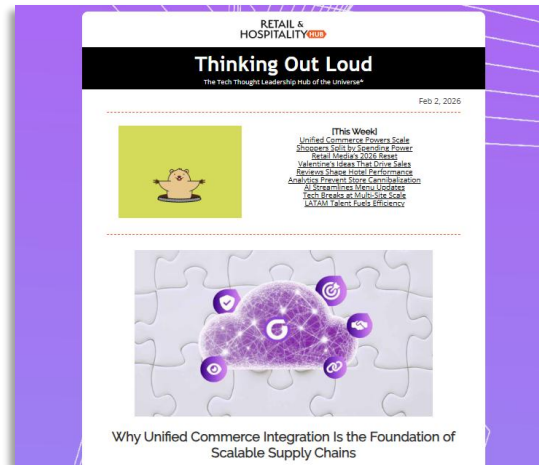 RETAIL &
HOSPITALITY HUB
Thinking Out Loud
The Tech Thought Leadership Hub of the Universe*
Feb 2, 2026
[This Week]
Unified Commerce Powers Scale
Shoppers Split by Spending Power
Retail Media's 2026 Reset
Valentine's Ideas That Drive Sales
Reviews Shape Hotel Performance
Analytics Prevent Store Cannibalization
AI Streamlines Menu Updates
Tech Breaks at Multi-Site Scale
LATAM Talent Fuels Efficiency
Why Unified Commerce Integration Is the Foundation of
Scalable Supply Chains